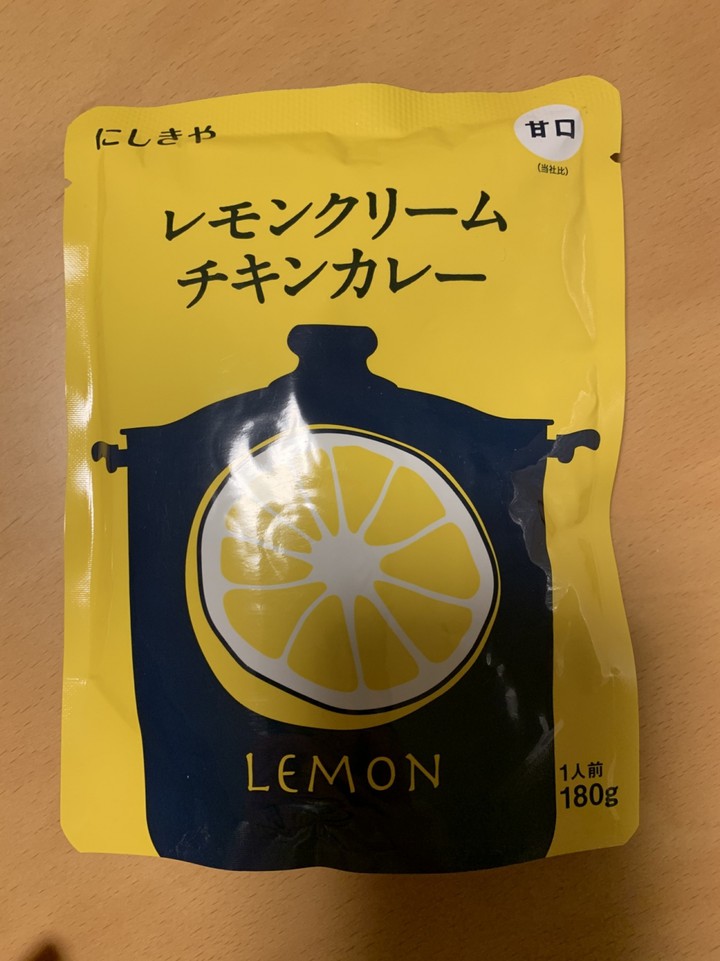 にしきや
甘口
(当社比)
レモンクリーム
チキンカレー
LEMON
1人前
180g